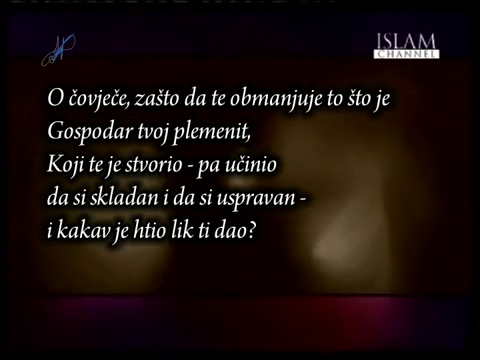 ISLAM
CHANNEL
O čovječe, zašto da te obmanjuje to što je
Gospodar tvoj plemenit,
Koji te je stvorio - pa učinio
da si skladan i da si uspravan -
i kakav je htio lik ti dao?